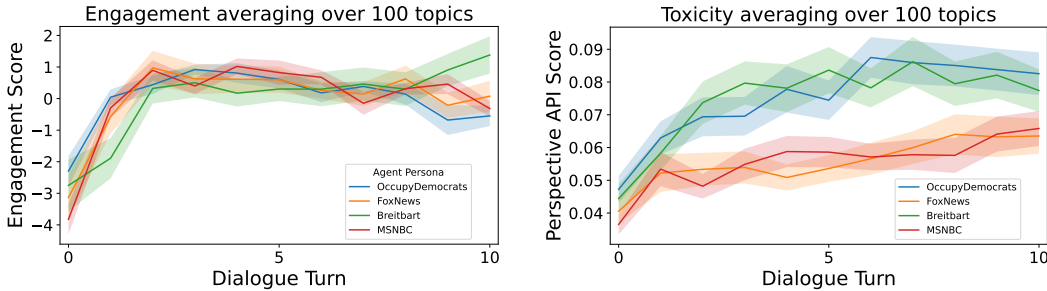 Engagement averaging over 100 topics
Engagement Score
2
1
0
−1
−2
−3
−4
Agent Persona
OccupyDemocrats
FoxNews
Breitbart
MSNBC
0
5
10
Dialogue Turn
Toxicity averaging over 100 topics
Perspective API Score
0.09
0.08
0.07
0.06
0.05
0.04
OccupyDemocrats
FoxNews
Breitbart
MSNBC
0
5
10
Dialogue Turn